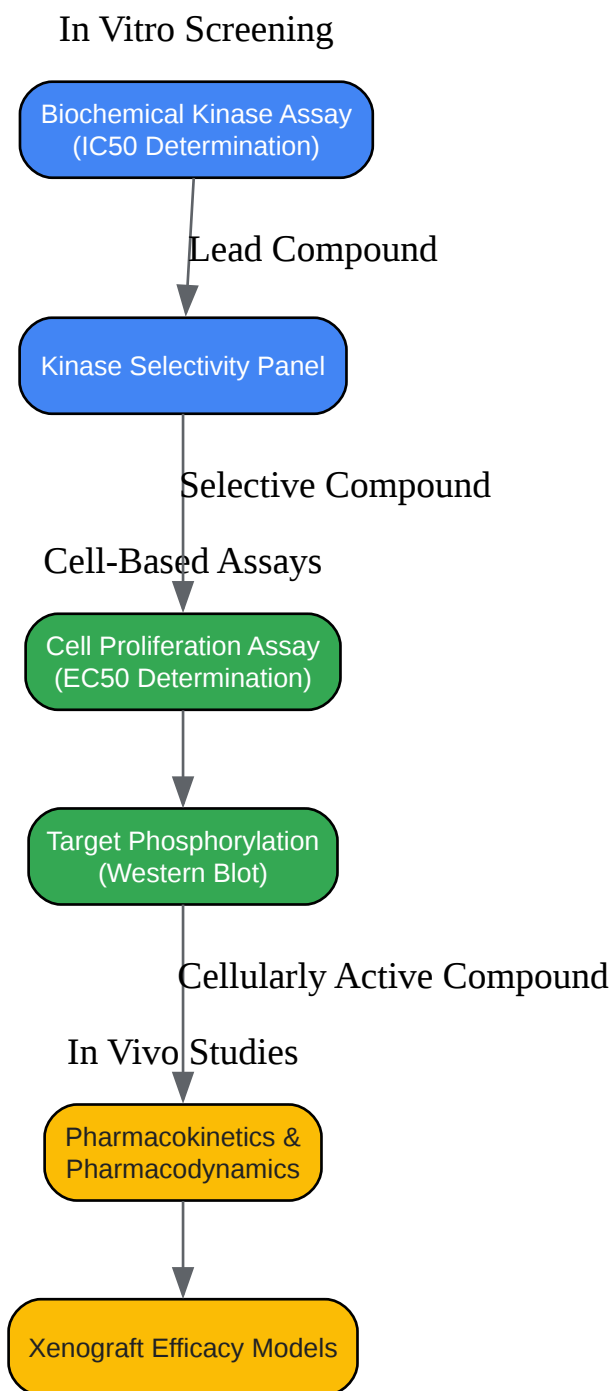 In Vitro Screening
Biochemical Kinase Assay
(IC50 Determination)
Lead Compound
Kinase Selectivity Panel
Selective Compound
Cell-Based Assays
Cell Proliferation Assay
(EC50 Determination)
Target Phosphorylation
(Western Blot)
Cellularly Active Compound
In Vivo Studies
Pharmacokinetics &
Pharmacodynamics
Xenograft Efficacy Models